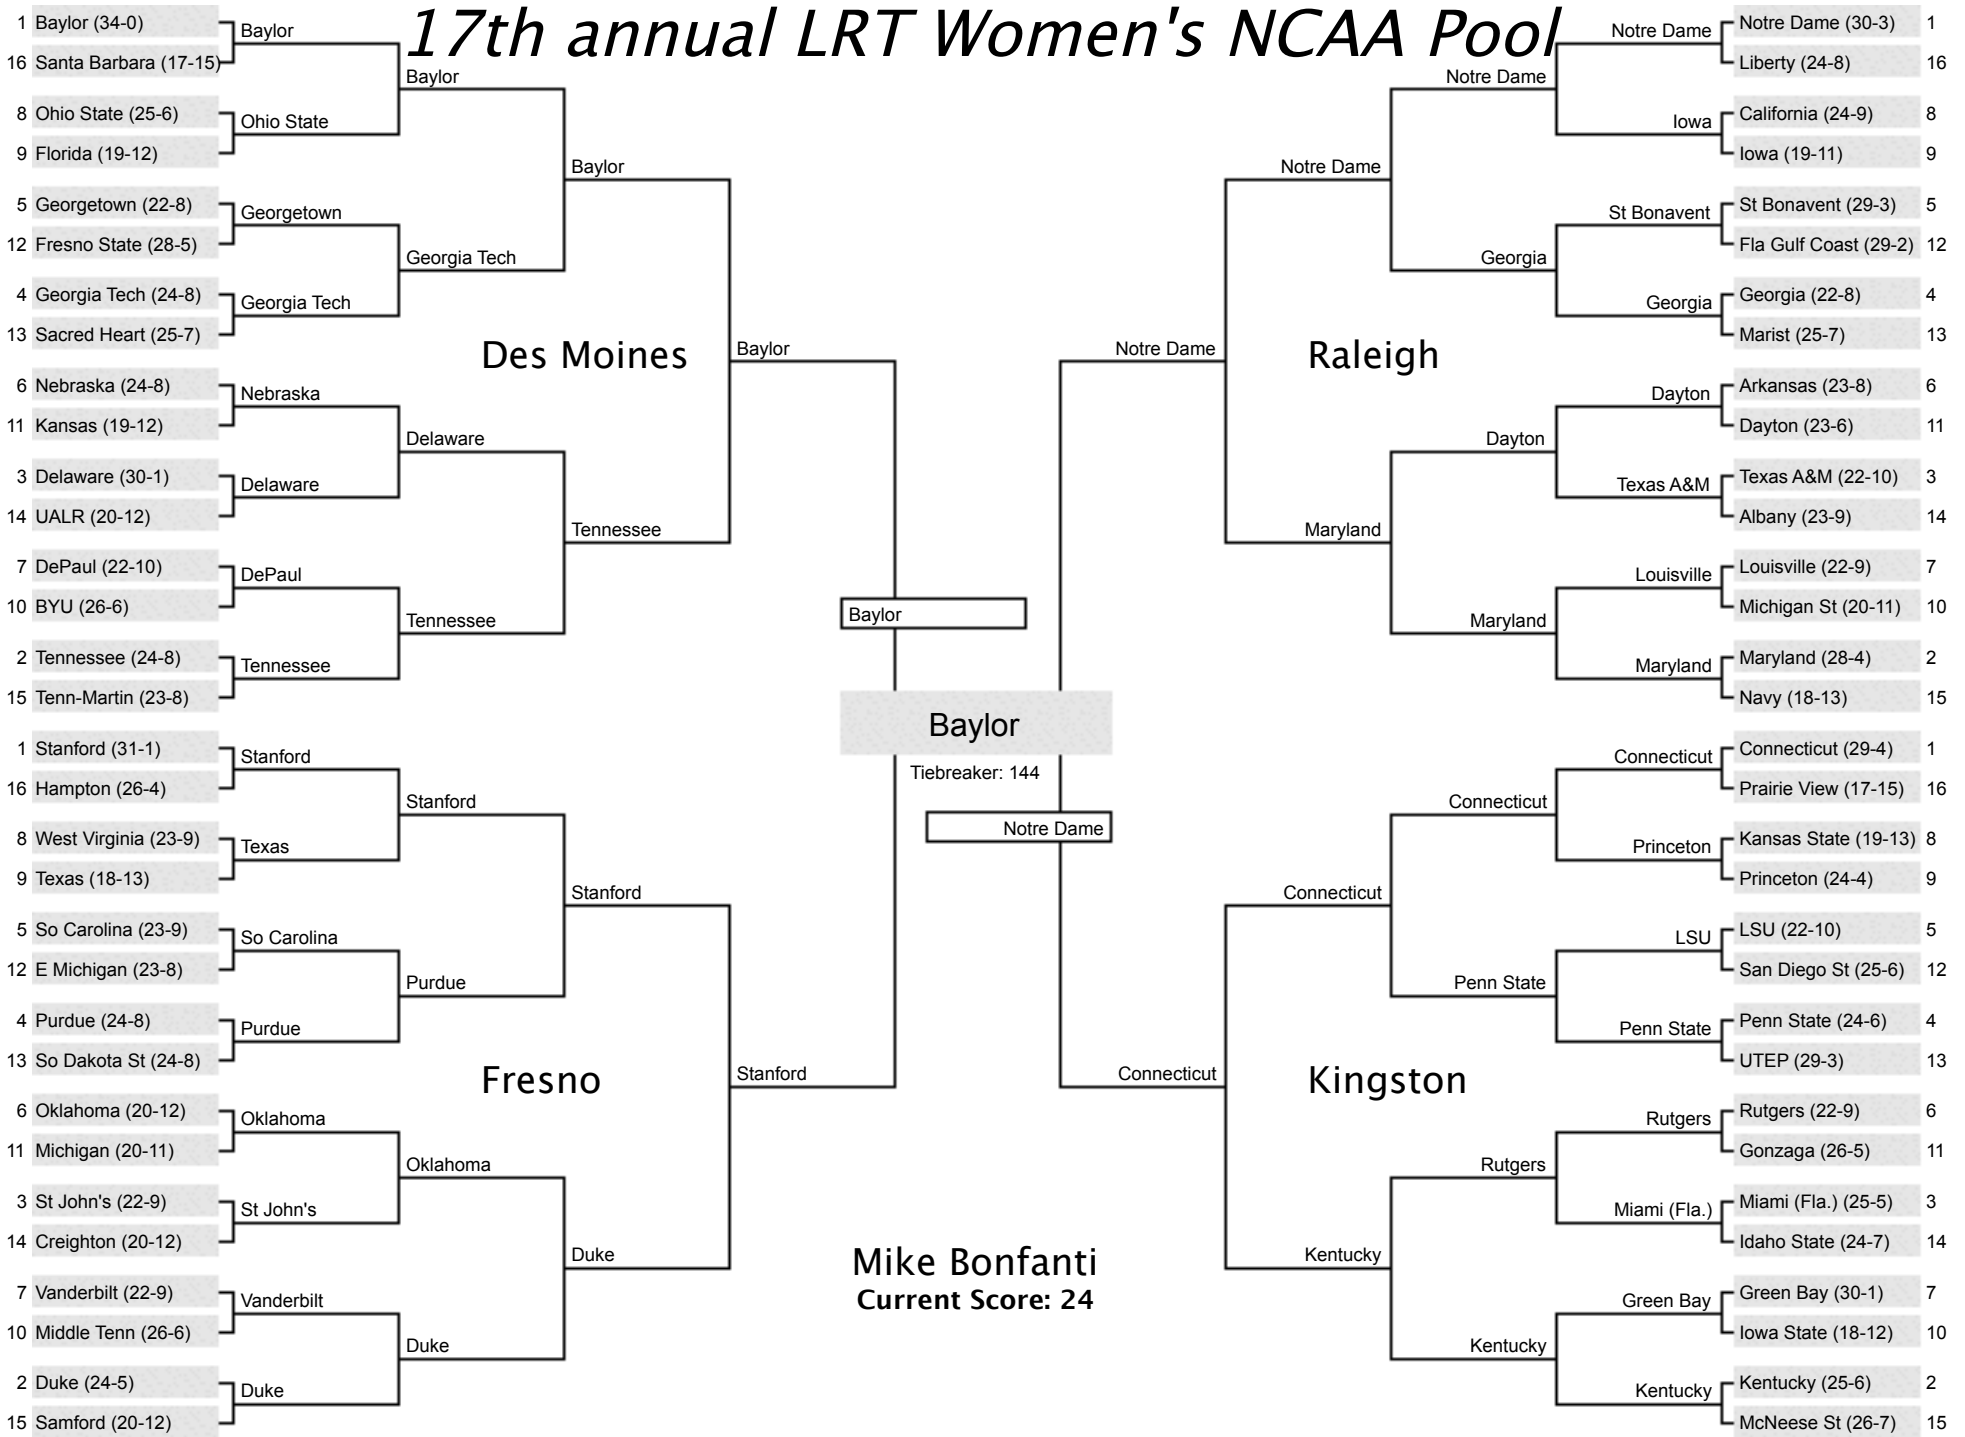 17th annual LRT Women's NCAA Pool
1 Baylor (34-0)
16 Santa Barbara (17-15)
8 Ohio State (25-6)
9 Florida (19-12)
5 Georgetown (22-8)
12 Fresno State (28-5)
4 Georgia Tech (24-8)
13 Sacred Heart (25-7)
6 Nebraska (24-8)
11 Kansas (19-12)
3 Delaware (30-1)
14 UALR (20-12)
7 DePaul (22-10)
10 BYU (26-6)
2 Tennessee (24-8)
15 Tenn-Martin (23-8)
Baylor
Ohio State
Georgetown
Georgia Tech
Nebraska
Delaware
DePaul
Tennessee
Baylor
Georgia Tech
Delaware
Tennessee
Baylor
Tennessee
Des Moines
Baylor
1 Stanford (31-1)
16 Hampton (26-4)
8 West Virginia (23-9)
9 Texas (18-13)
5 So Carolina (23-9)
12 E Michigan (23-8)
4 Purdue (24-8)
13 So Dakota St (24-8)
6 Oklahoma (20-12)
11 Michigan (20-11)
3 St John's (22-9)
14 Creighton (20-12)
7 Vanderbilt (22-9)
10 Middle Tenn (26-6)
2 Duke (24-5)
15 Samford (20-12)
Stanford
Texas
So Carolina
Purdue
Oklahoma
St John's
Vanderbilt
Duke
Stanford
Purdue
Oklahoma
Duke
Stanford
Duke
Fresno
Stanford
Baylor
Baylor
Tiebreaker: 144
Notre Dame
Mike Bonfanti
Current Score: 24
Notre Dame
Raleigh
Notre Dame
Maryland
Notre Dame
Georgia
Dayton
Maryland
Notre Dame
Iowa
St Bonavent
Georgia
Dayton
Texas A&M
Louisville
Maryland
Notre Dame (30-3) 1
Liberty (24-8) 16
California (24-9) 8
Iowa (19-11) 9
St Bonavent (29-3) 5
Fla Gulf Coast (29-2) 12
Georgia (22-8) 4
Marist (25-7) 13
Arkansas (23-8) 6
Dayton (23-6) 11
Texas A&M (22-10) 3
Albany (23-9) 14
Louisville (22-9) 7
Michigan St (20-11) 10
Maryland (28-4) 2
Navy (18-13) 15
Connecticut
Kingston
Connecticut
Kentucky
Connecticut
Penn State
Rutgers
Kentucky
Connecticut
Princeton
LSU
Penn State
Rutgers
Miami (Fla.)
Green Bay
Kentucky
Connecticut (29-4) 1
Prairie View (17-15) 16
Kansas State (19-13) 8
Princeton (24-4) 9
LSU (22-10) 5
San Diego St (25-6) 12
Penn State (24-6) 4
UTEP (29-3) 13
Rutgers (22-9) 6
Gonzaga (26-5) 11
Miami (Fla.) (25-5) 3
Idaho State (24-7) 14
Green Bay (30-1) 7
Iowa State (18-12) 10
Kentucky (25-6) 2
McNeese St (26-7) 15